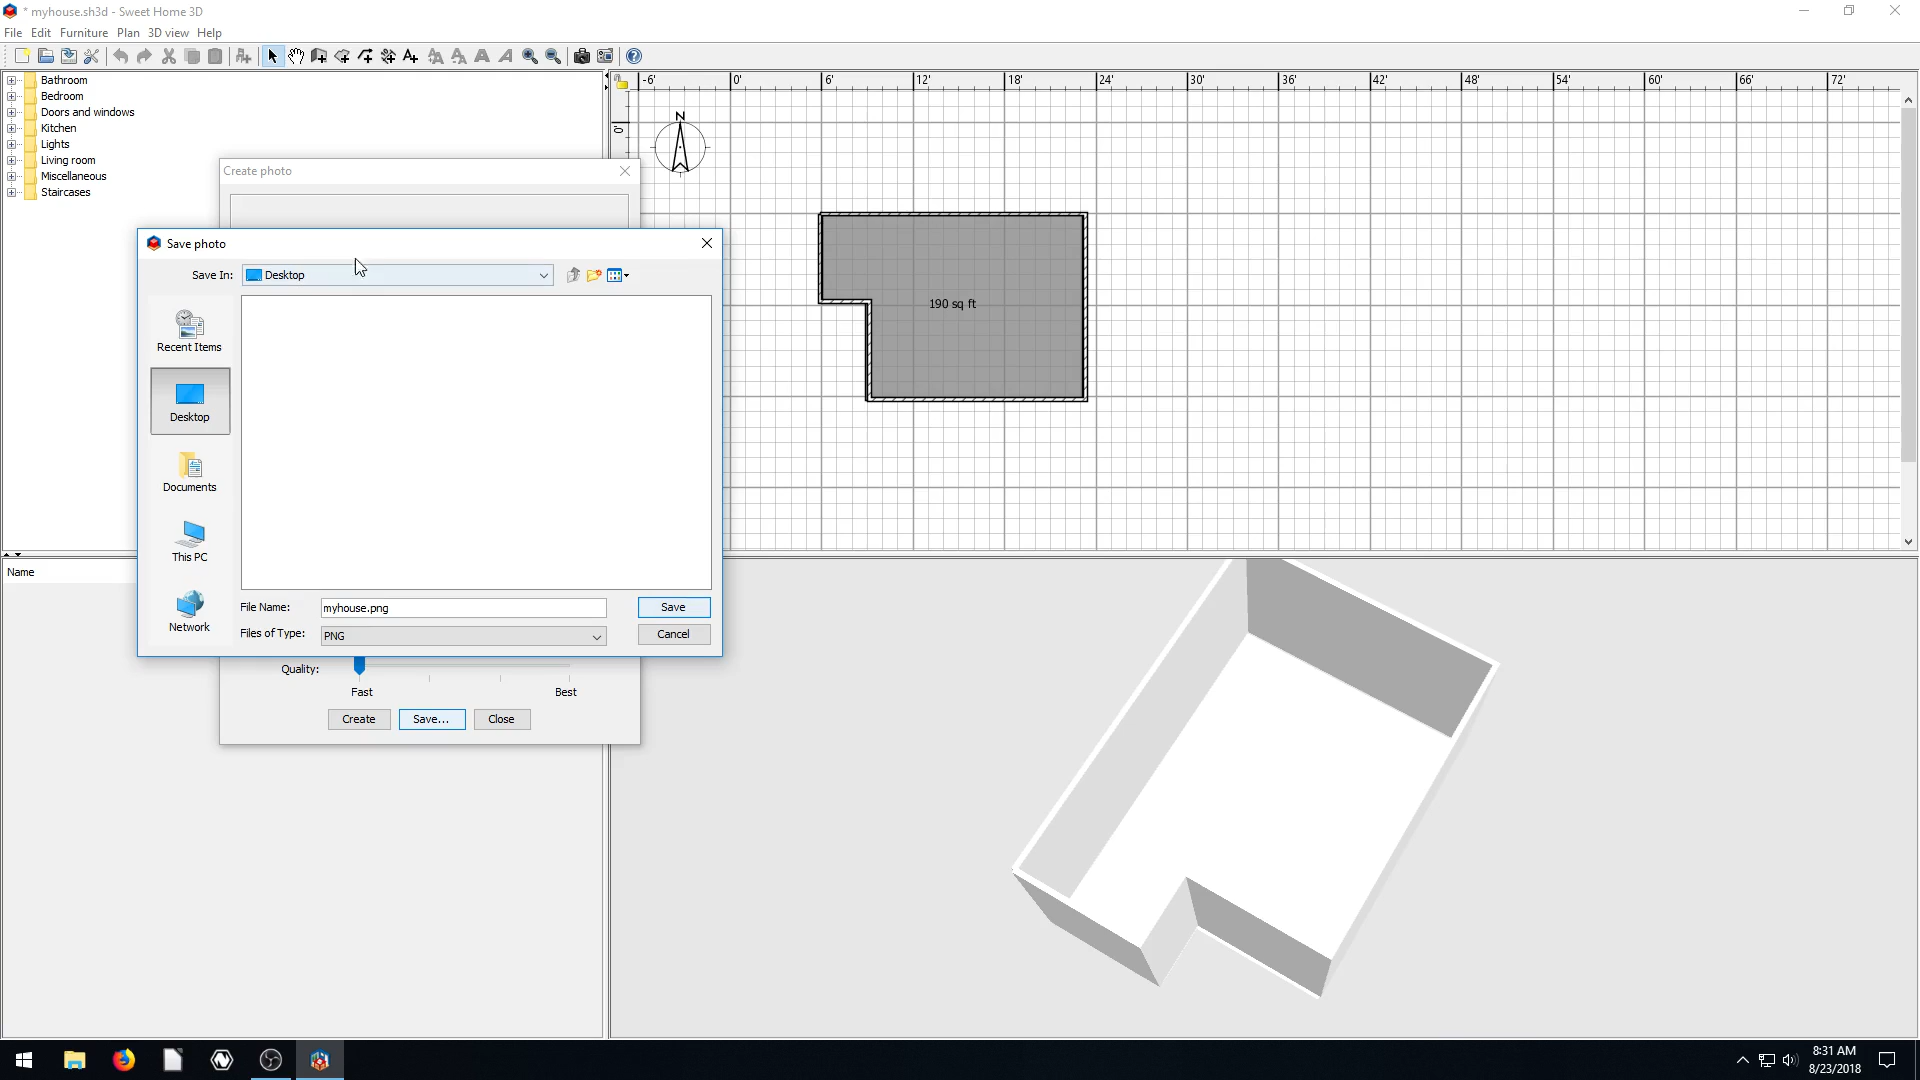 * myhouse.sh3d - Sweet Home 3D
File Edit Furniture Plan 3D view Help
Bathroom
Bedroom
Doors and windows
Kitchen
Lights
Living room
Miscellaneous
Staircases
-6' 0' 6' 12' 18' 24' 30' 36' 42' 48' 54' 60' 66' 72'
0'
N
190 sq ft
Create photo
Save photo
Save In: Desktop
Recent Items
Desktop
Documents
This PC
Network
File Name: myhouse.png Save
Files of Type: PNG Cancel
Quality:
Fast Best
Create Save... Close
Name
8:31 AM
8/23/2018